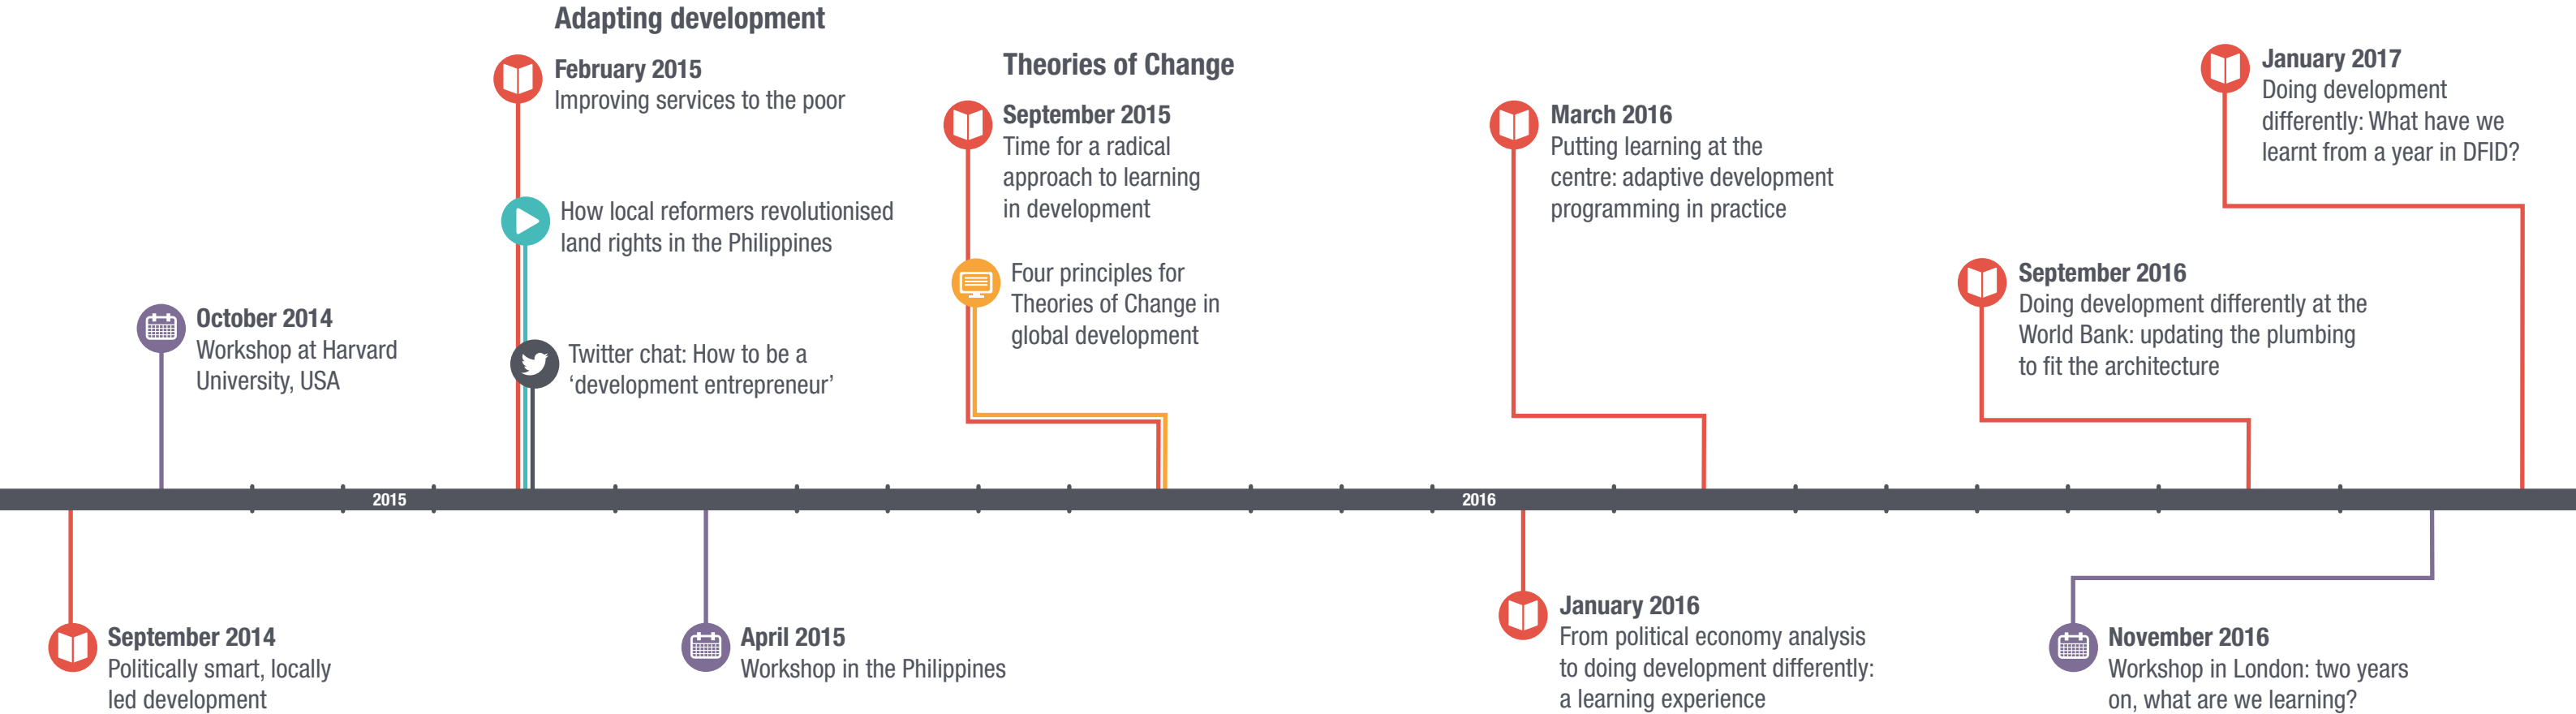 Adapting development
February 2015
Improving services to the poor
How local reformers revolutionised
land rights in the Philippines
Twitter chat: How to be a
‘development entrepreneur’
October 2014
Workshop at Harvard
University, USA
Theories of Change
September 2015
Time for a radical
approach to learning
in development
Four principles for
Theories of Change in
global development
March 2016
Putting learning at the
centre: adaptive development
programming in practice
January 2017
Doing development
differently: What have we
learnt from a year in DFID?
September 2016
Doing development differently at the
World Bank: updating the plumbing
to fit the architecture
2015
2016
September 2014
Politically smart, locally
led development
April 2015
Workshop in the Philippines
January 2016
From political economy analysis
to doing development differently:
a learning experience
November 2016
Workshop in London: two years
on, what are we learning?